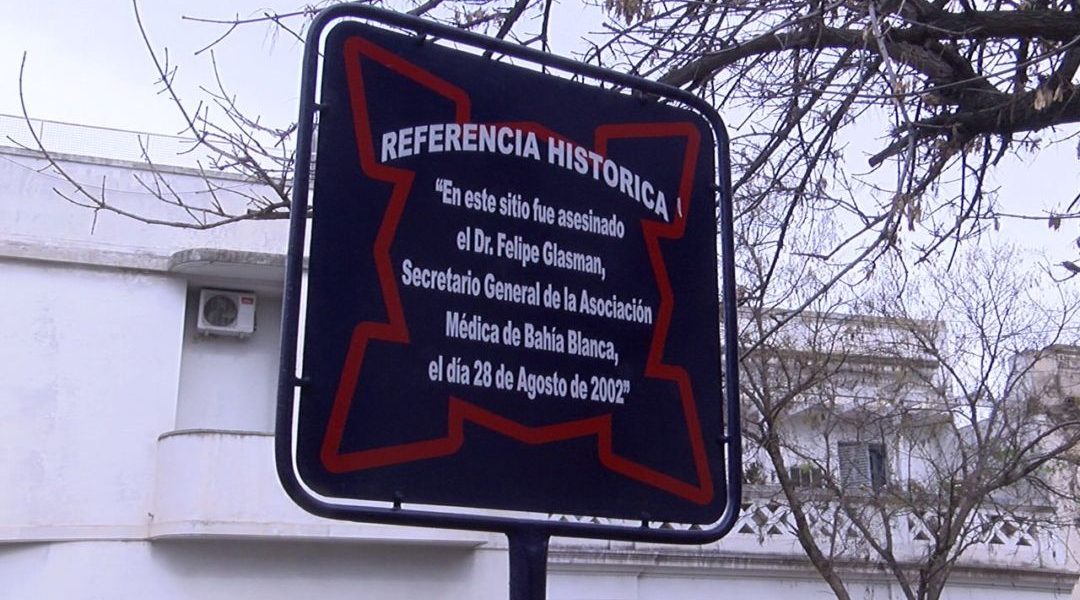 REFERENCIA HISTORICA
“En este sitio fue asesinado
el Dr. Felipe Glasman,
Secretario General de la Asociación
Médica de Bahía Blanca,
el día 28 de Agosto de 2002”